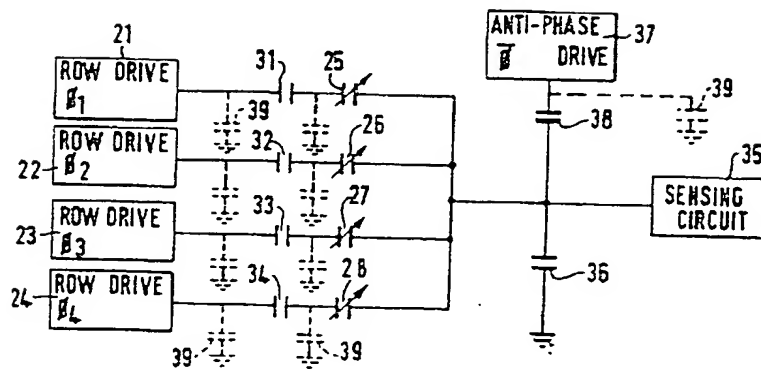 21
ROW DRIVE
ø1
31
25
39
ANTI-PHASE
DRIVE
ø̅
37
39
38
22
ROW DRIVE
ø2
32
26
35
SENSING
CIRCUIT
23
ROW DRIVE
ø3
33
27
36
24
ROW DRIVE
ø4
34
28
39
39